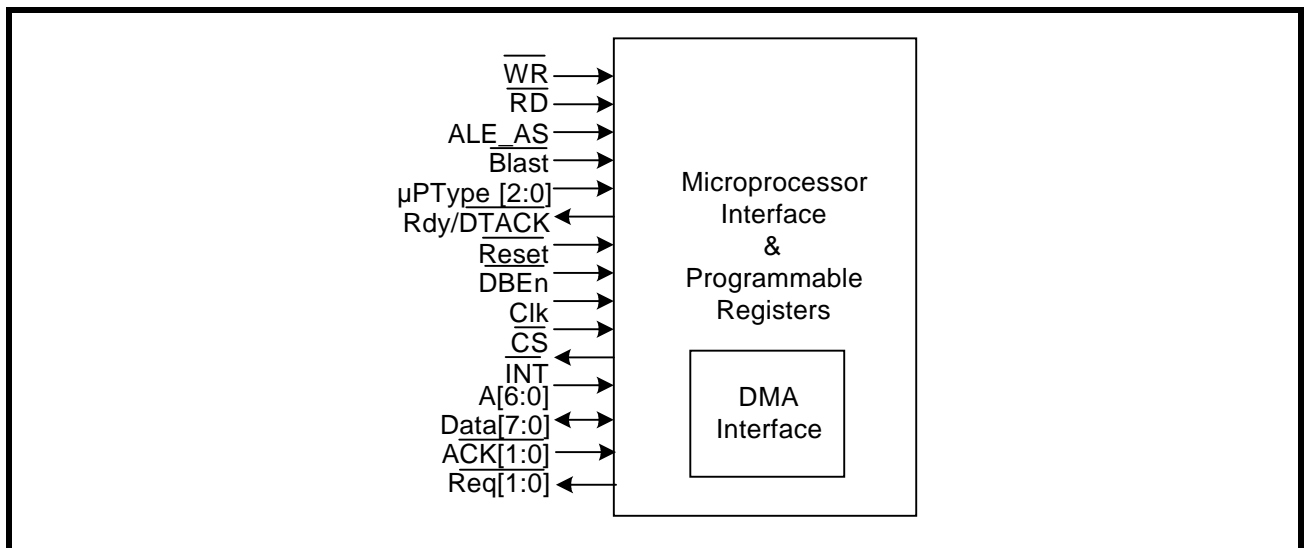 WR
RD
ALE_AS
Blast
µPType [2:0]
Rdy/DTACK
Reset
DBEn
Clk
CS
INT
A[6:0]
Data[7:0]
ACK[1:0]
Req[1:0]
Microprocessor
Interface
&
Programmable
Registers
DMA
Interface